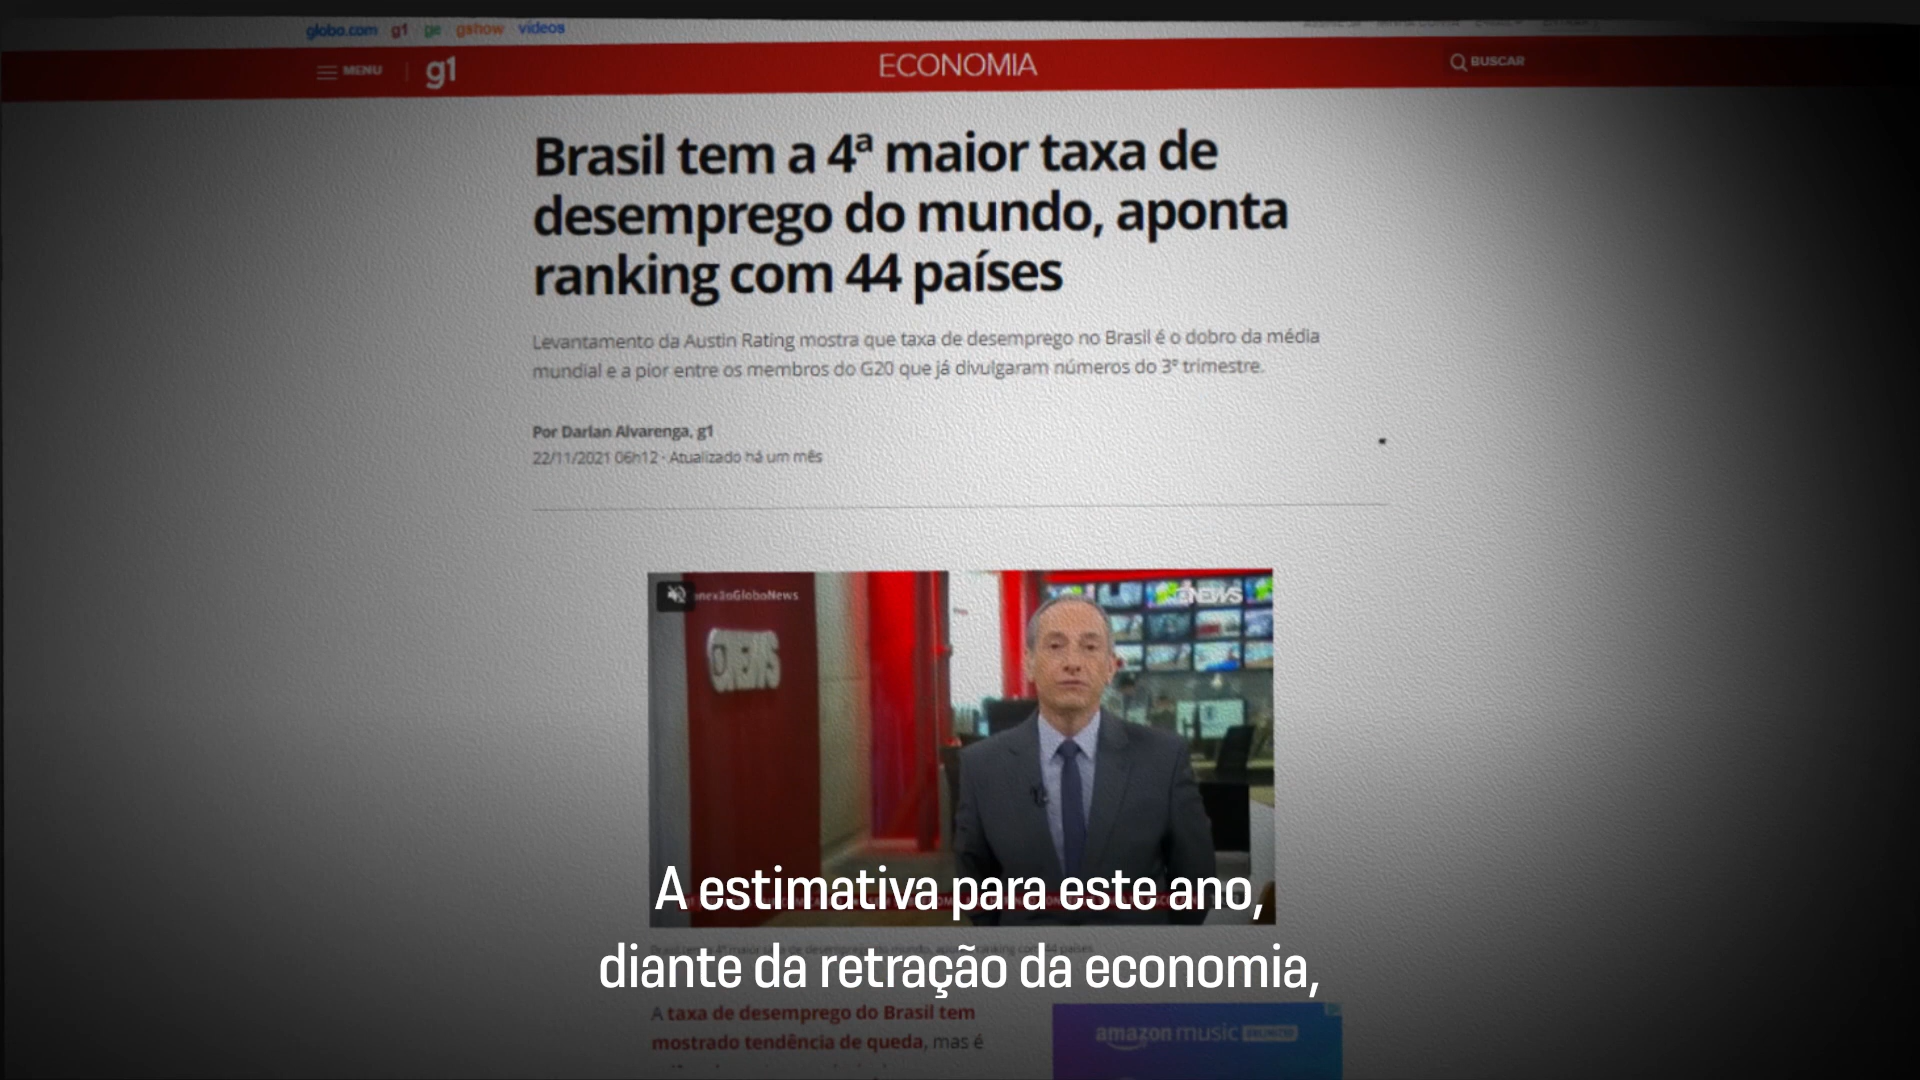 globo.com g1 ge gshow vídeos
MENU g1 ECONOMIA BUSCAR
Brasil tem a 4ª maior taxa de
desemprego do mundo, aponta
ranking com 44 países
Levantamento da Austin Rating mostra que taxa de desemprego no Brasil é o dobro da média
mundial e a pior entre os membros do G20 que já divulgaram números do 3º trimestre.
Por Darlan Alvarenga, g1
22/11/2021 06h12 · Atualizado há um mês
A estimativa para este ano,
diante da retração da economia,
A taxa de desemprego do Brasil tem
mostrado tendência de queda, mas é
amazon music